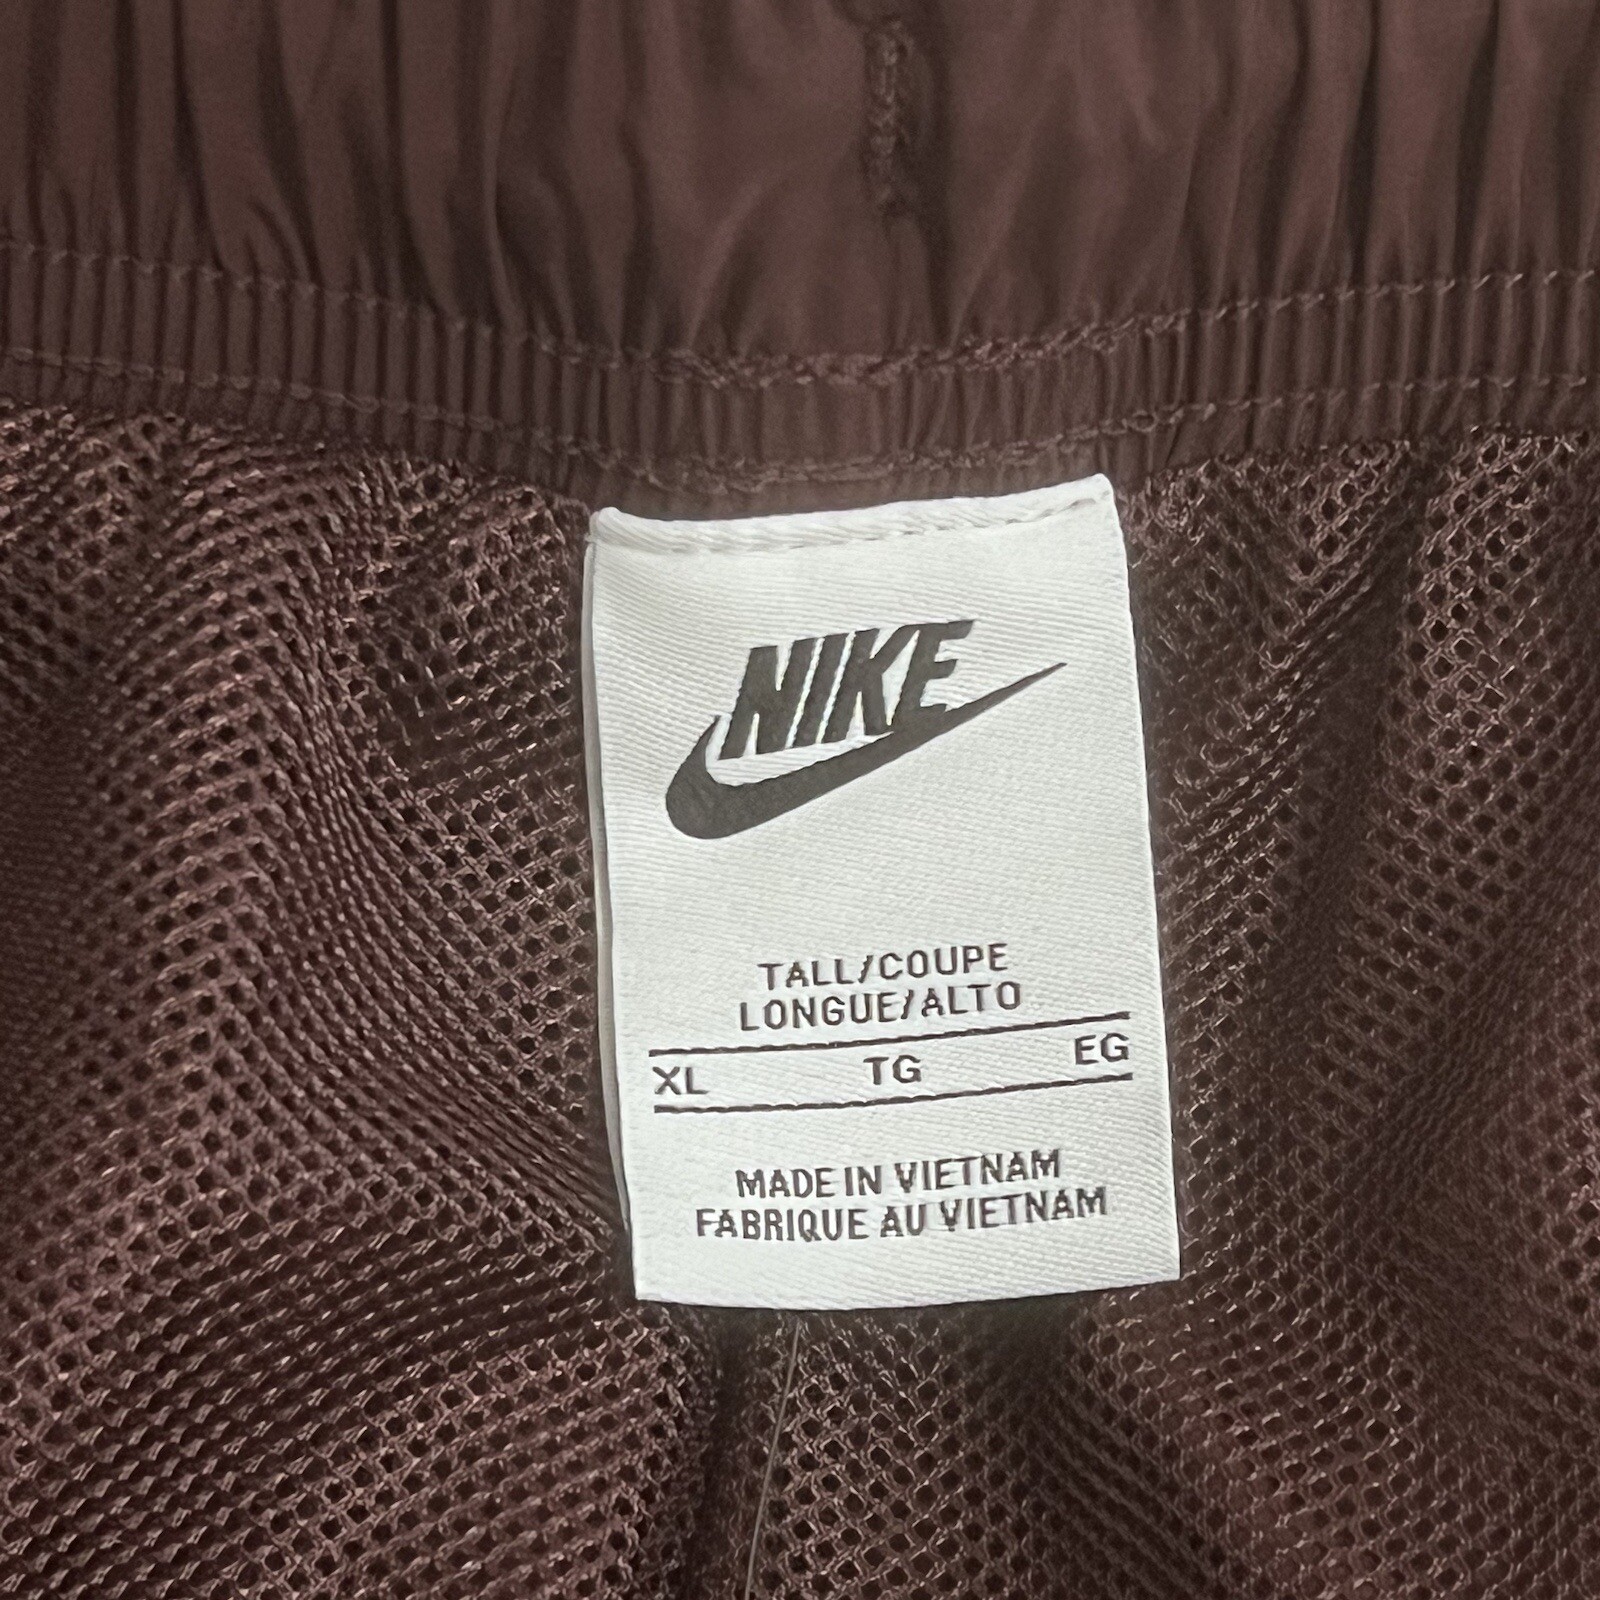 NIKE
TALL/COUPE
LONGUE/ALTO
XL TG EG
MADE IN VIETNAM
FABRIQUE AU VIETNAM